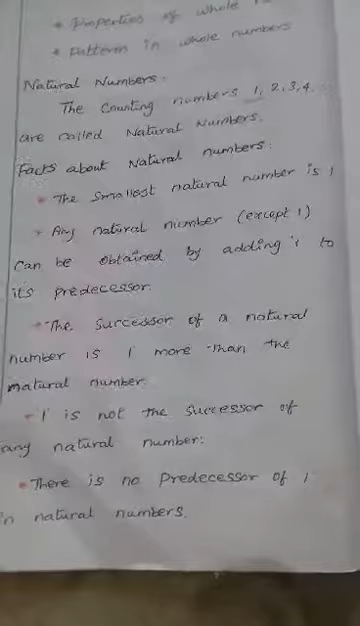 * Properties of whole
* Pattern in whole numbers
Natural Numbers:
The Counting numbers 1, 2, 3, 4.
are called Natural Numbers.
Facts about Natural numbers:
* The Smallest natural number is 1
* Any natural number (except 1)
can be obtained by adding 1 to
its predecessor.
* The Successor of a natural
number is 1 more than the
natural number.
* 1 is not the successor of
any natural number:
* There is no Predecessor of 1
in natural numbers.